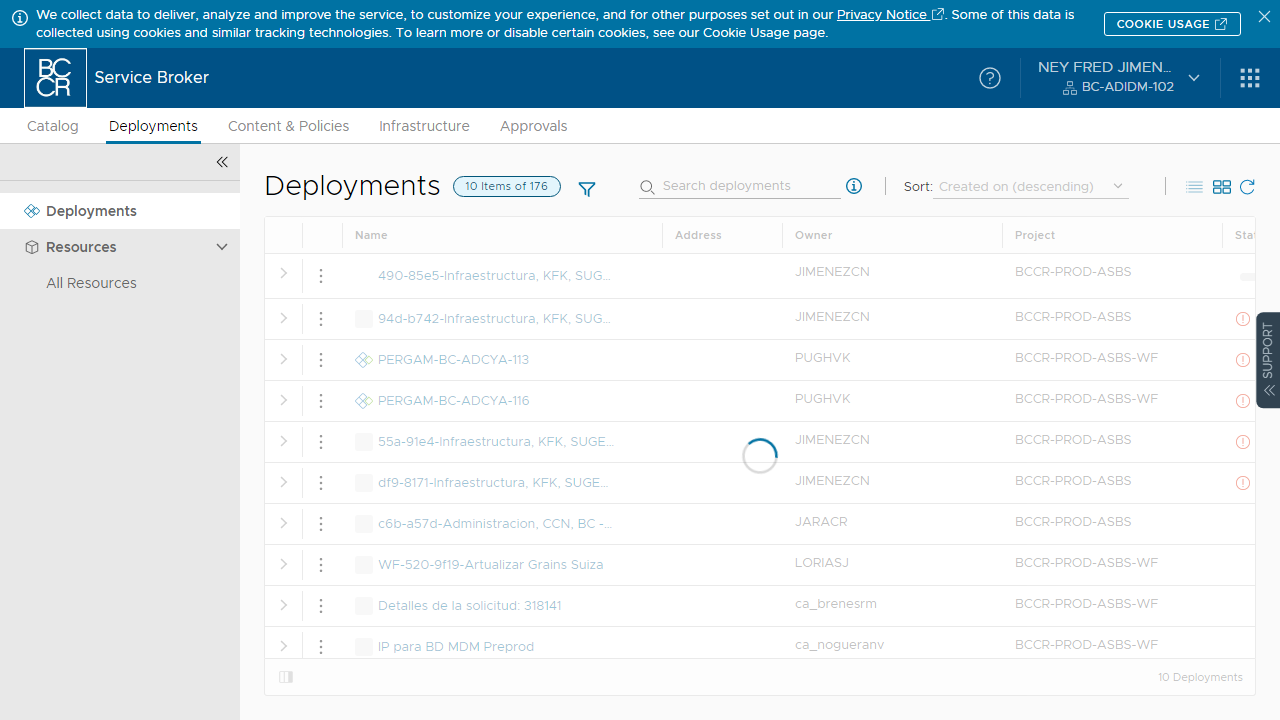 We collect data to deliver, analyze and improve the service, to customize your experience, and for other purposes set out in our Privacy Notice. Some of this data is
collected using cookies and similar tracking technologies. To learn more or disable certain cookies, see our Cookie Usage page.
COOKIE USAGE
BC
CR
Service Broker
NEY FRED JIMEN...
BC-ADIDM-102
Catalog
Deployments
Content & Policies
Infrastructure
Approvals
Deployments
Resources
All Resources
Deployments
10 Items of 176
Search deployments
Sort: Created on (descending)
Name Address Owner Project Sta
490-85e5-Infraestructura, KFK, SUG... JIMENEZCN BCCR-PROD-ASBS
94d-b742-Infraestructura, KFK, SUG... JIMENEZCN BCCR-PROD-ASBS
PERGAM-BC-ADCYA-113 PUGHVK BCCR-PROD-ASBS-WF
PERGAM-BC-ADCYA-116 PUGHVK BCCR-PROD-ASBS-WF
55a-91e4-Infraestructura, KFK, SUGE... JIMENEZCN BCCR-PROD-ASBS
df9-8171-Infraestructura, KFK, SUGE... JIMENEZCN BCCR-PROD-ASBS
c6b-a57d-Administracion, CCN, BC -... JARACR BCCR-PROD-ASBS
WF-520-9f19-Artualizar Grains Suiza LORIASJ BCCR-PROD-ASBS-WF
Detalles de la solicitud: 318141 ca_brenesrm BCCR-PROD-ASBS-WF
IP para BD MDM Preprod ca_nogueranv BCCR-PROD-ASBS-WF
10 Deployments
SUPPORT